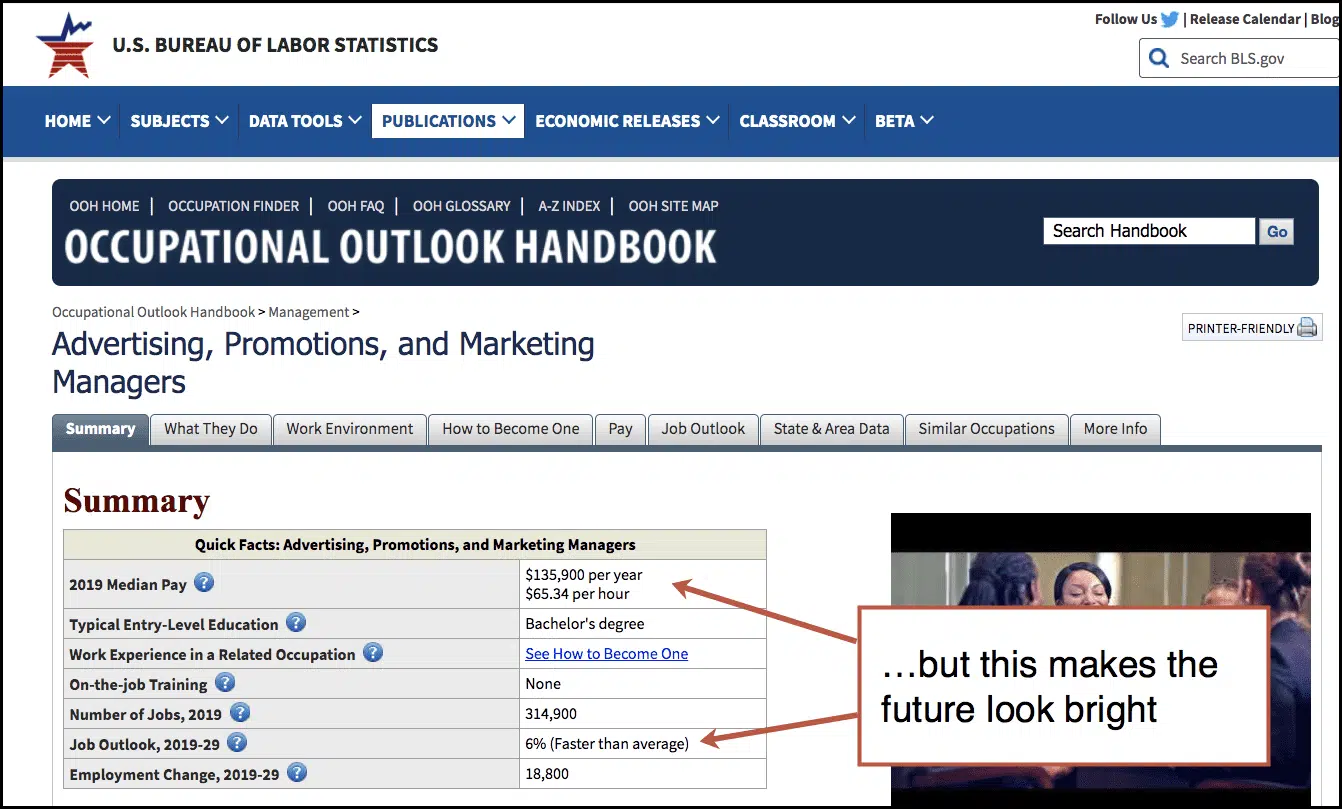 Follow Us | Release Calendar | Blog
U.S. BUREAU OF LABOR STATISTICS
Search BLS.gov
HOME SUBJECTS DATA TOOLS PUBLICATIONS ECONOMIC RELEASES CLASSROOM BETA
OOH HOME | OCCUPATION FINDER | OOH FAQ | OOH GLOSSARY | A-Z INDEX | OOH SITE MAP
OCCUPATIONAL OUTLOOK HANDBOOK
Search Handbook Go
Occupational Outlook Handbook > Management >
PRINTER-FRIENDLY
Advertising, Promotions, and Marketing
Managers
Summary What They Do Work Environment How to Become One Pay Job Outlook State & Area Data Similar Occupations More Info
Summary
Quick Facts: Advertising, Promotions, and Marketing Managers
2019 Median Pay ? $135,900 per year
$65.34 per hour
Typical Entry-Level Education ? Bachelor's degree
Work Experience in a Related Occupation ? See How to Become One
On-the-job Training ? None
Number of Jobs, 2019 ? 314,900
Job Outlook, 2019-29 ? 6% (Faster than average)
Employment Change, 2019-29 ? 18,800
…but this makes the
future look bright